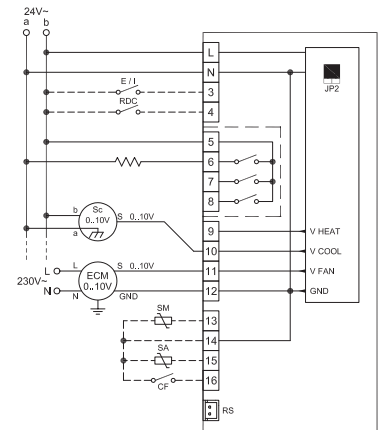 24V~
a b
L
N
JP2
E / I
3
RDC
4
5
6
7
8
b Sc S 0..10V
0..10V
a
9 V HEAT
10 V COOL
L L ECM S 0..10V 11 V FAN
230V~ 0..10V
N N GND 12 GND
SM
13
14
SA
15
16
CF
RS